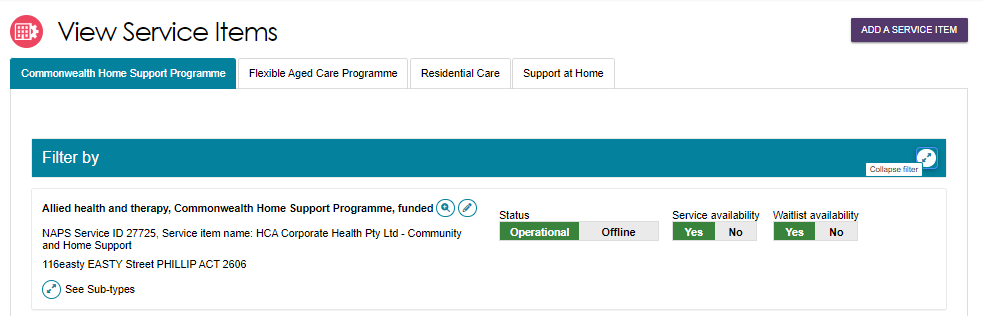 View Service Items
ADD A SERVICE ITEM
Commonwealth Home Support Programme
Flexible Aged Care Programme
Residential Care
Support at Home
Filter by
Collapse filter
Allied health and therapy, Commonwealth Home Support Programme, funded
NAPS Service ID 27725, Service item name: HCA Corporate Health Pty Ltd - Community
and Home Support
116easty EASTY Street PHILLIP ACT 2606
See Sub-types
Status
Operational Offline
Service availability
Yes No
Waitlist availability
Yes No